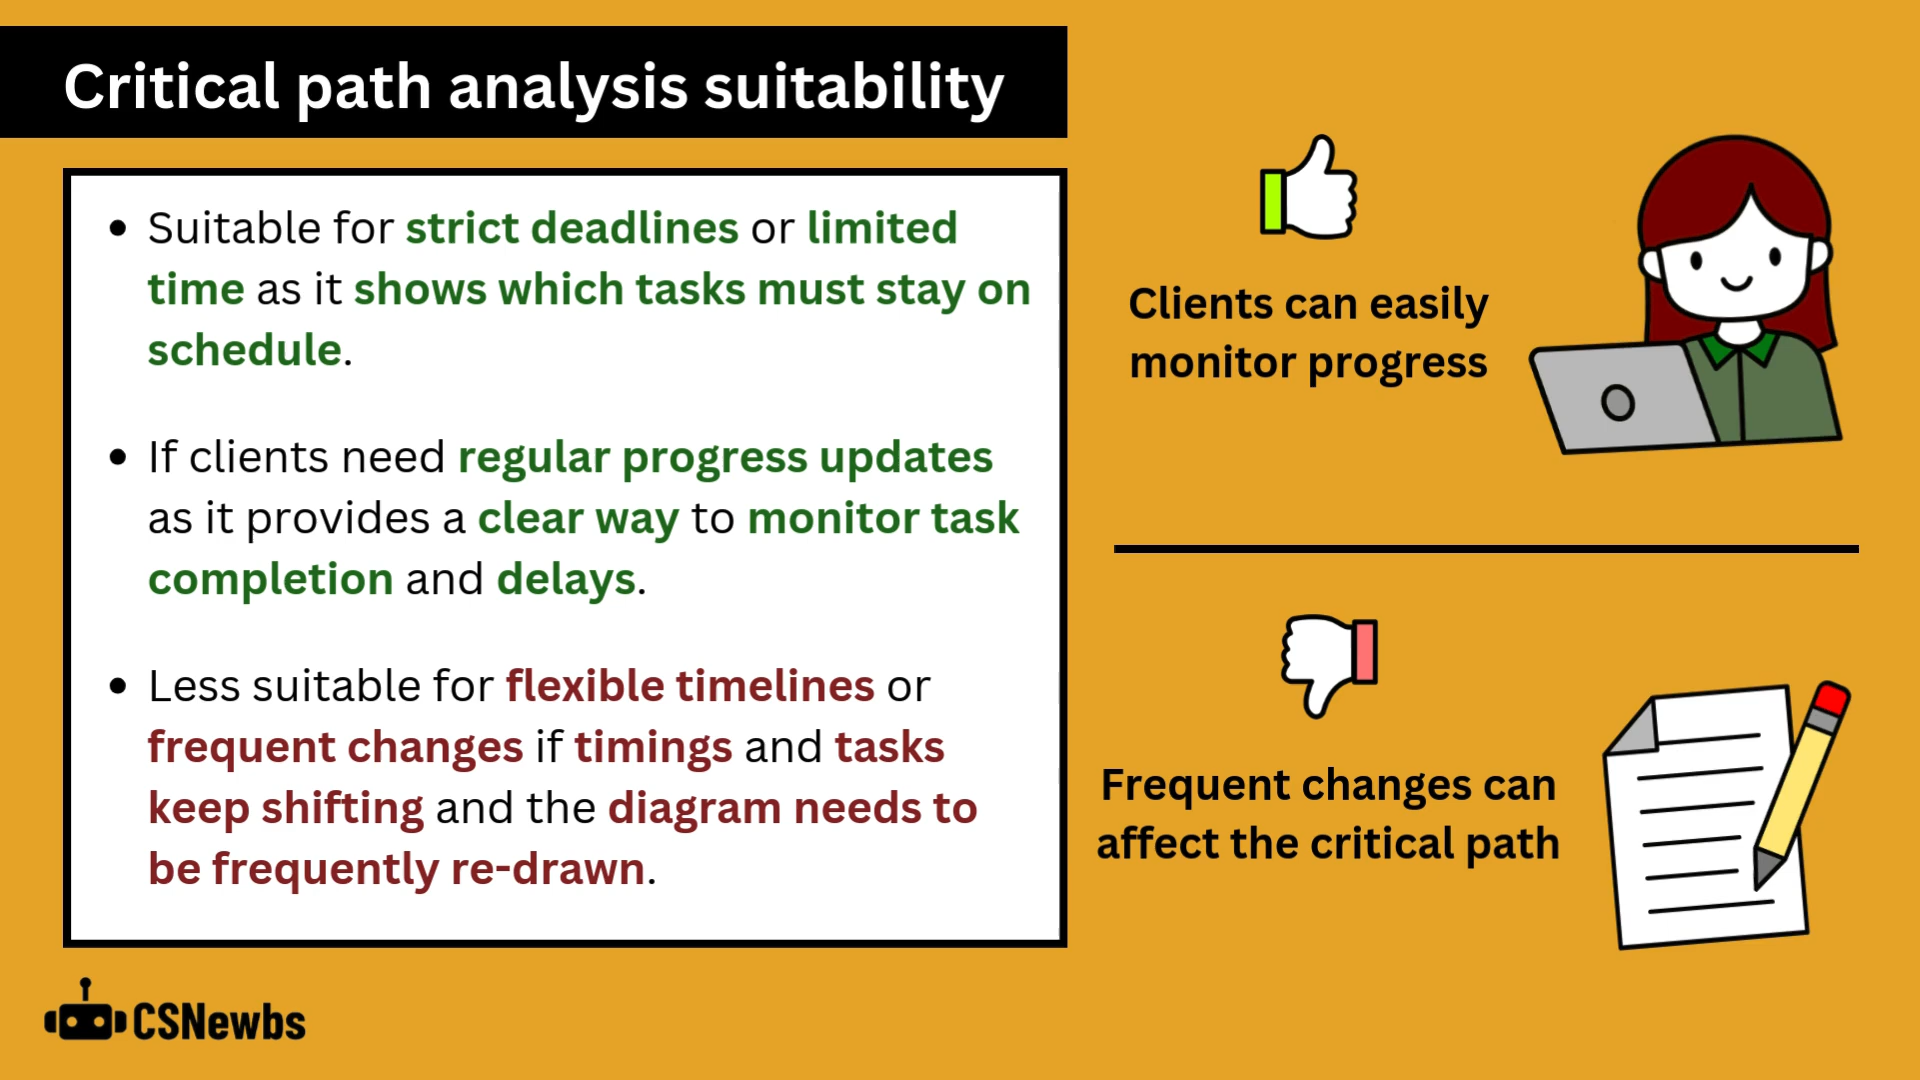 Critical path analysis suitability
• Suitable for strict deadlines or limited
time as it shows which tasks must stay on
schedule.
• If clients need regular progress updates
as it provides a clear way to monitor task
completion and delays.
• Less suitable for flexible timelines or
frequent changes if timings and tasks
keep shifting and the diagram needs to
be frequently re-drawn.
Clients can easily
monitor progress
Frequent changes can
affect the critical path
CSNewbs